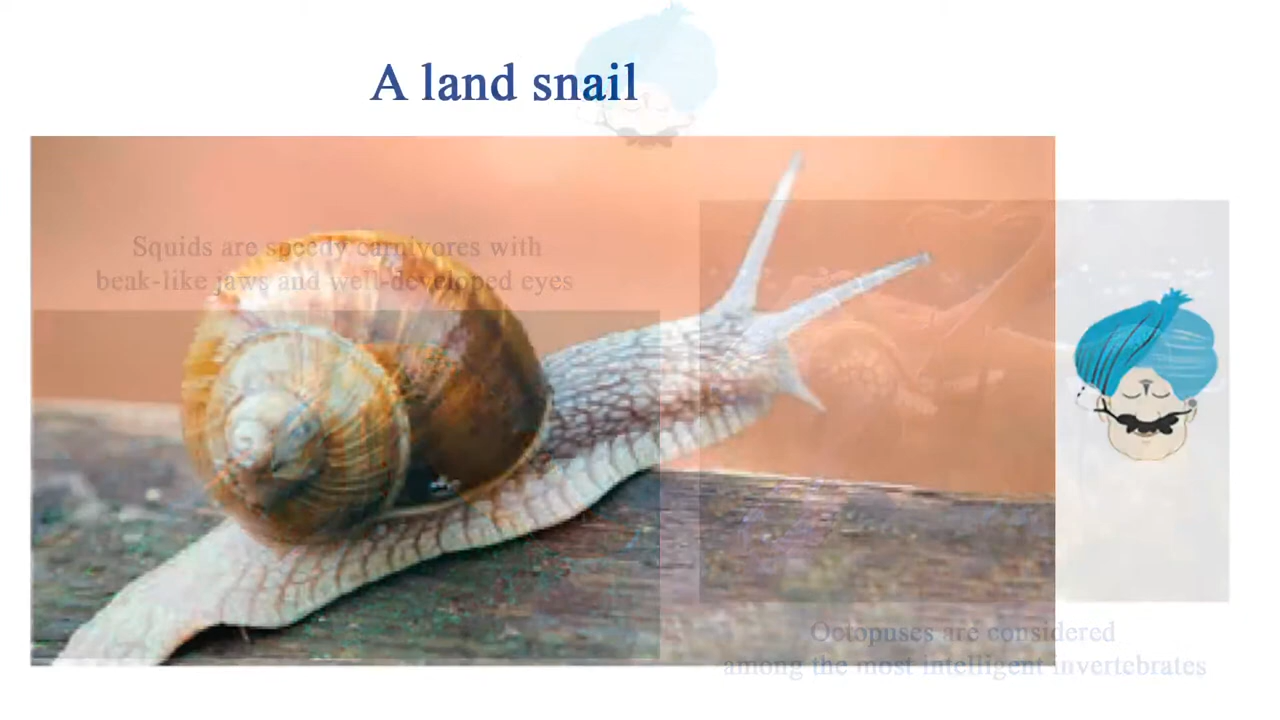 A land snail
Squids are speedy carnivores with
beak-like jaws and well-developed eyes
Octopuses are considered
among the most intelligent invertebrates